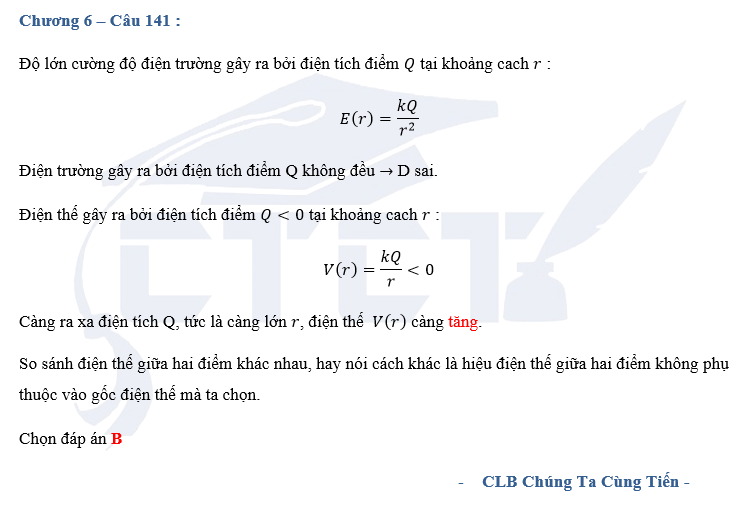 Chương 6 – Câu 141 :
Độ lớn cường độ điện trường gây ra bởi điện tích điểm Q tại khoảng cach r :
E(r) = kQ/r²
Điện trường gây ra bởi điện tích điểm Q không đều → D sai.
Điện thế gây ra bởi điện tích điểm Q < 0 tại khoảng cach r :
V(r) = kQ/r < 0
Càng ra xa điện tích Q, tức là càng lớn r, điện thế V(r) càng tăng.
So sánh điện thế giữa hai điểm khác nhau, hay nói cách khác là hiệu điện thế giữa hai điểm không phụ
thuộc vào gốc điện thế mà ta chọn.
Chọn đáp án B
- CLB Chúng Ta Cùng Tiến -
CTCT